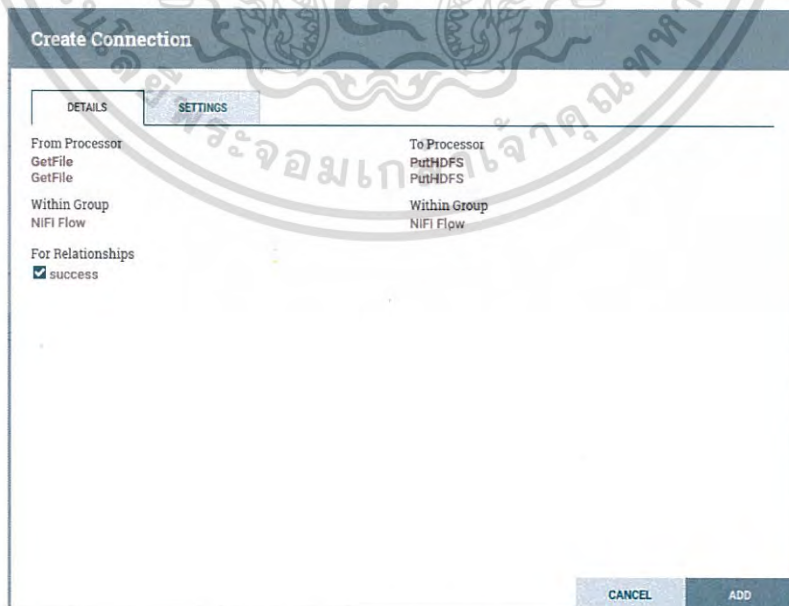 Create Connection
DETAILS
SETTINGS
From Processor
GetFile
GetFile
To Processor
PutHDFS
PutHDFS
Within Group
NiFi Flow
Within Group
NiFi Flow
For Relationships
success
CANCEL
ADD